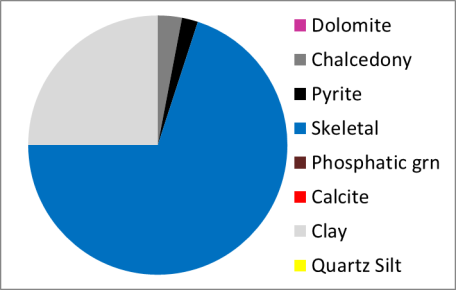 Dolomite
Chalcedony
Pyrite
Skeletal
Phosphatic grn
Calcite
Clay
Quartz Silt